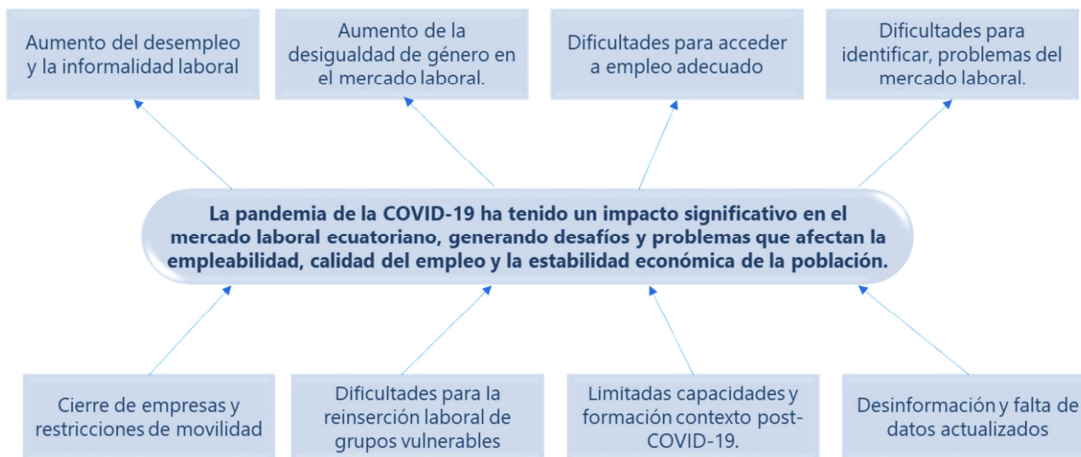 Aumento del desempleo
y la informalidad laboral
Aumento de la
desigualdad de género en
el mercado laboral.
Dificultades para acceder
a empleo adecuado
Dificultades para
identificar, problemas del
mercado laboral.
La pandemia de la COVID-19 ha tenido un impacto significativo en el
mercado laboral ecuatoriano, generando desafíos y problemas que afectan la
empleabilidad, calidad del empleo y la estabilidad económica de la población.
Cierre de empresas y
restricciones de movilidad
Dificultades para la
reinserción laboral de
grupos vulnerables
Limitadas capacidades y
formación contexto post-
COVID-19.
Desinformación y falta de
datos actualizados